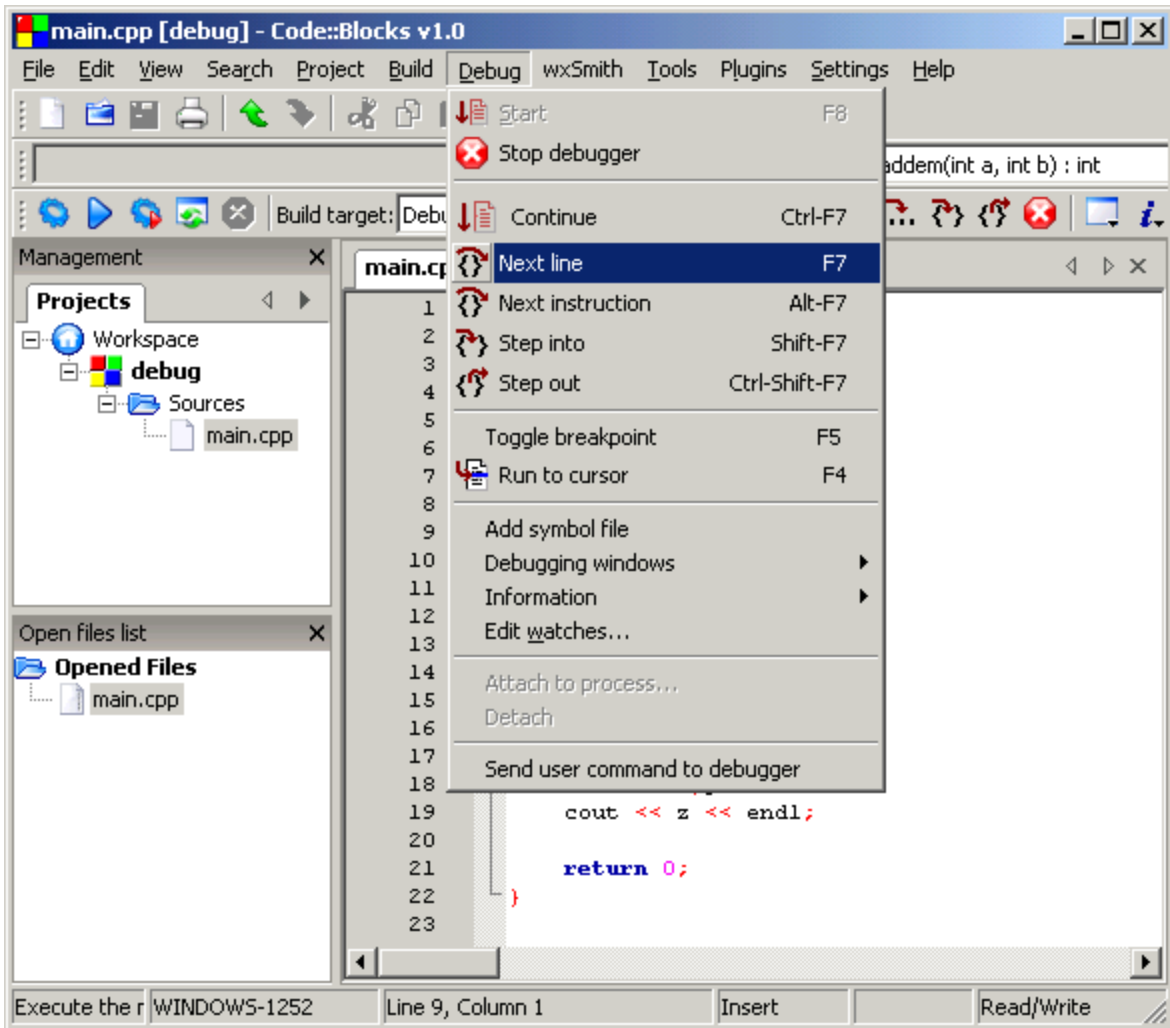 main.cpp [debug] - Code::Blocks v1.0
File Edit View Search Project Build Debug wxSmith Tools Plugins Settings Help
Start F8
Stop debugger
addem(int a, int b) : int
Continue Ctrl-F7
Build target:
Next line F7
Next instruction Alt-F7
Step into Shift-F7
Step out Ctrl-Shift-F7
Toggle breakpoint F5
Run to cursor F4
Add symbol file
Debugging windows
Information
Edit watches...
Attach to process...
Detach
Send user command to debugger
Management
Projects
Workspace
debug
Sources
main.cpp
Open files list
Opened Files
main.cpp
1
2
3
4
5
6
7
8
9
10
11
12
13
14
15
16
17
18
19 cout << z << endl;
20
21 return 0;
22 }
23
Execute the WINDOWS-1252 Line 9, Column 1 Insert Read/Write